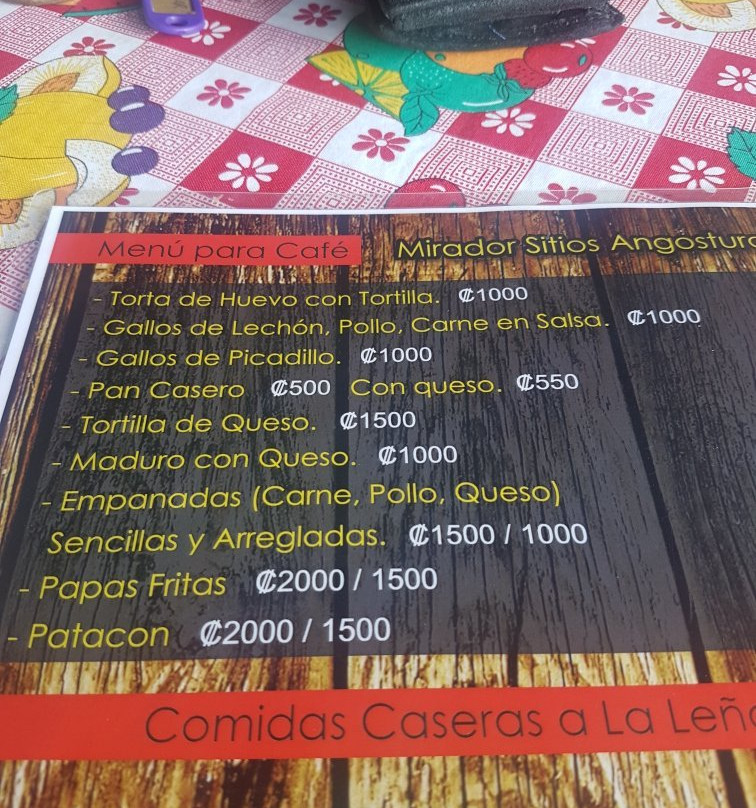 Menú para Café Mirador Sitios Angostura
- Torta de Huevo con Tortilla. ₡1000
- Gallos de Lechón, Pollo, Carne en Salsa. ₡1000
- Gallos de Picadillo. ₡1000
- Pan Casero ₡500 Con queso. ₡550
- Tortilla de Queso. ₡1500
- Maduro con Queso. ₡1000
- Empanadas (Carne, Pollo, Queso)
Sencillas y Arregladas. ₡1500 / 1000
- Papas Fritas ₡2000 / 1500
- Patacon ₡2000 / 1500
Comidas Caseras a La Leña